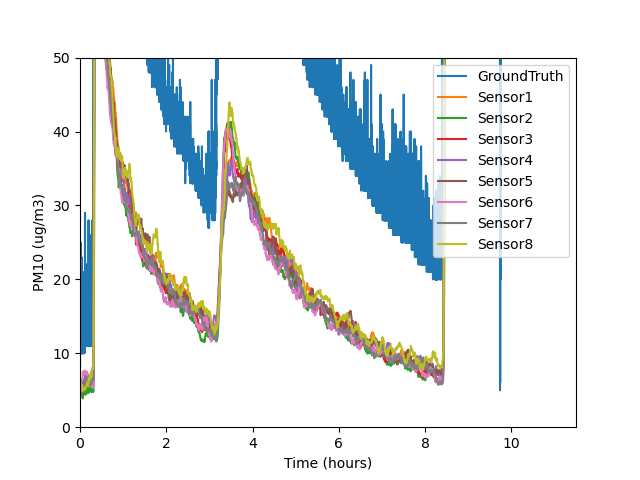 50
40
30
20
10
0
PM10 (ug/m3)
0 2 4 6 8 10
Time (hours)
GroundTruth
Sensor1
Sensor2
Sensor3
Sensor4
Sensor5
Sensor6
Sensor7
Sensor8